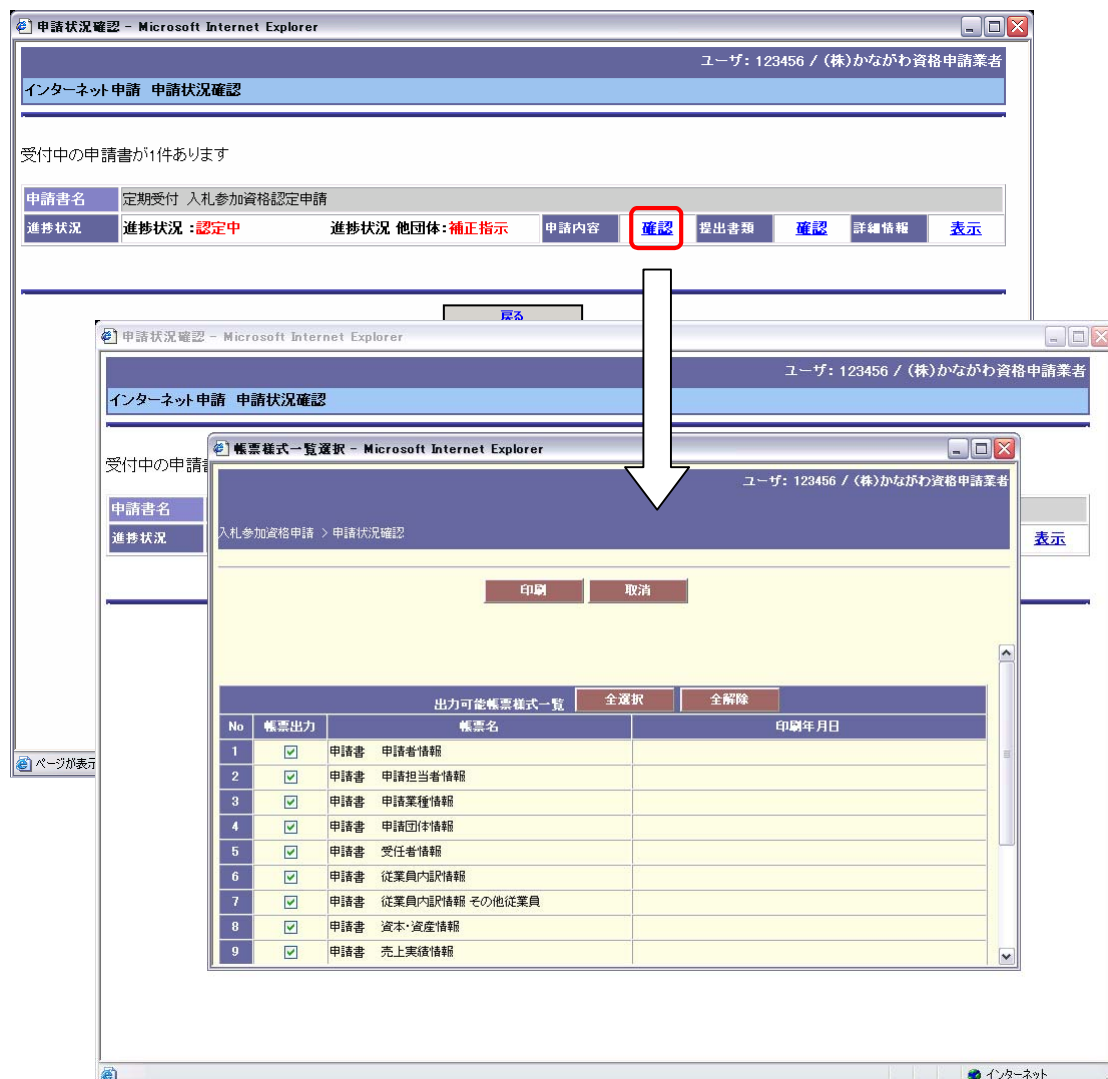 申請状況確認 - Microsoft Internet Explorer
ユーザ: 123456 / (株)かながわ資格申請業者
インターネット申請 申請状況確認
受付中の申請書が1件あります
申請書名 定期受付 入札参加資格認定申請
進捗状況 進捗状況 :認定中 進捗状況 他団体:補正指示 申請内容 確認 提出書類 確認 詳細情報 表示
戻る
申請状況確認 - Microsoft Internet Explorer
ユーザ: 123456 / (株)かながわ資格申請業者
インターネット申請 申請状況確認
受付中の申請
申請書名
進捗状況 表示
帳票様式一覧選択 - Microsoft Internet Explorer
ユーザ: 123456 / (株)かながわ資格申請業者
入札参加資格申請 > 申請状況確認
印刷 取消
出力可能帳票様式一覧 全選択 全解除
No 帳票出力 帳票名 印刷年月日
1 申請書 申請者情報
2 申請書 申請担当者情報
3 申請書 申請業種情報
4 申請書 申請団体情報
5 申請書 受任者情報
6 申請書 従業員内訳情報
7 申請書 従業員内訳情報 その他従業員
8 申請書 資本・資産情報
9 申請書 売上実績情報
ページが表示
インターネット